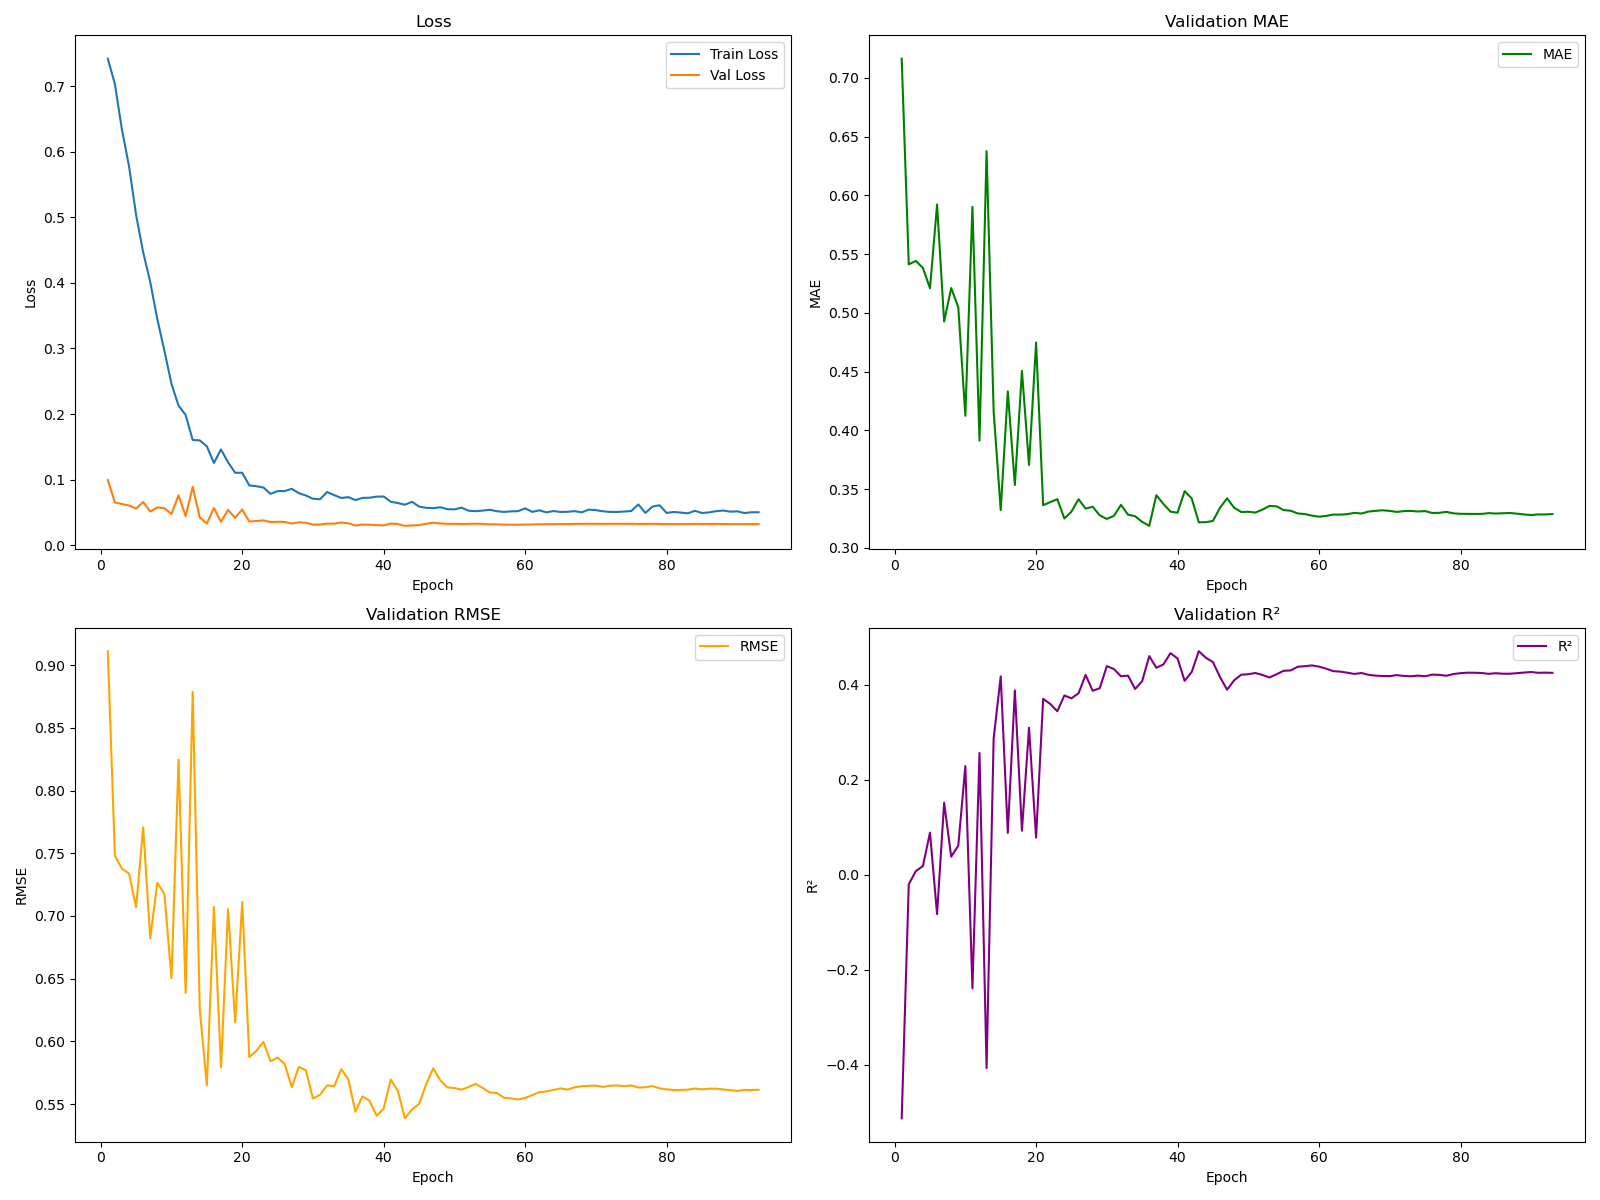 Loss
Train Loss
Val Loss
0.7
0.6
0.5
0.4
0.3
0.2
0.1
0.0
Loss
0
20
40
60
80
Epoch
Validation MAE
MAE
0.70
0.65
0.60
0.55
0.50
0.45
0.40
0.35
0.30
MAE
0
20
40
60
80
Epoch
Validation RMSE
RMSE
0.90
0.85
0.80
0.75
0.70
0.65
0.60
0.55
RMSE
0
20
40
60
80
Epoch
Validation R²
R²
0.4
0.2
0.0
−0.2
−0.4
R²
0
20
40
60
80
Epoch